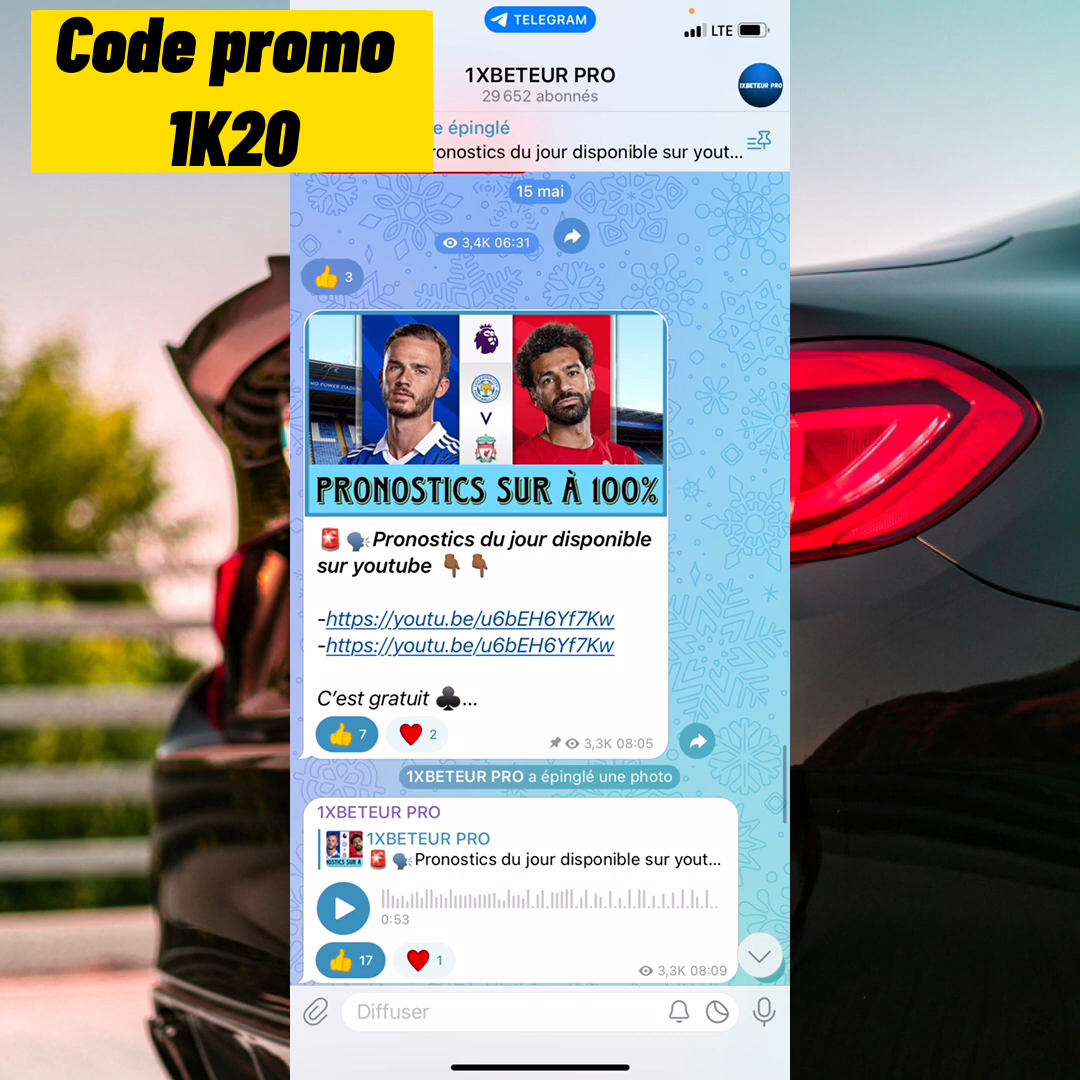 Code promo
1K20
TELEGRAM
LTE
1XBETEUR PRO
29 652 abonnés
1XBETEUR PRO
e épinglé
ronostics du jour disponible sur yout...
15 mai
3,4K 06:31
👍 3
NG POWER STADIU
V
PRONOSTICS SUR À 100%
🚨🗣️Pronostics du jour disponible
sur youtube 👇🏾👇🏾
-https://youtu.be/u6bEH6Yf7Kw
-https://youtu.be/u6bEH6Yf7Kw
C'est gratuit ♣️...
👍 7 ❤️ 2
3,3K 08:05
1XBETEUR PRO a épinglé une photo
1XBETEUR PRO
1XBETEUR PRO
🚨🗣️Pronostics du jour disponible sur yout...
0:53
👍 17 ❤️ 1
3,3K 08:09
Diffuser